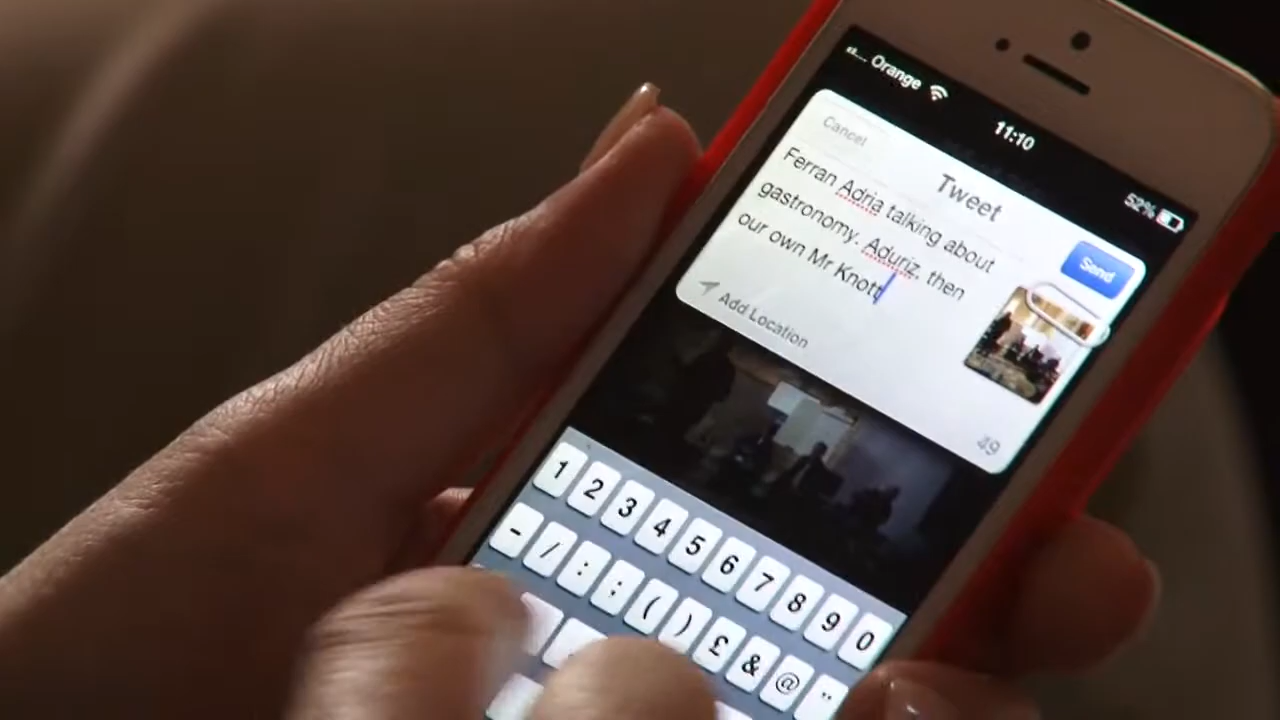 Orange
11:10
52%
Cancel
Tweet
Send
Ferran Adria talking about
gastronomy. Aduriz. then
our own Mr Knott
Add Location
49
1 2 3 4 5 6 7 8 9 0
- / : ; ( ) £ & @ "